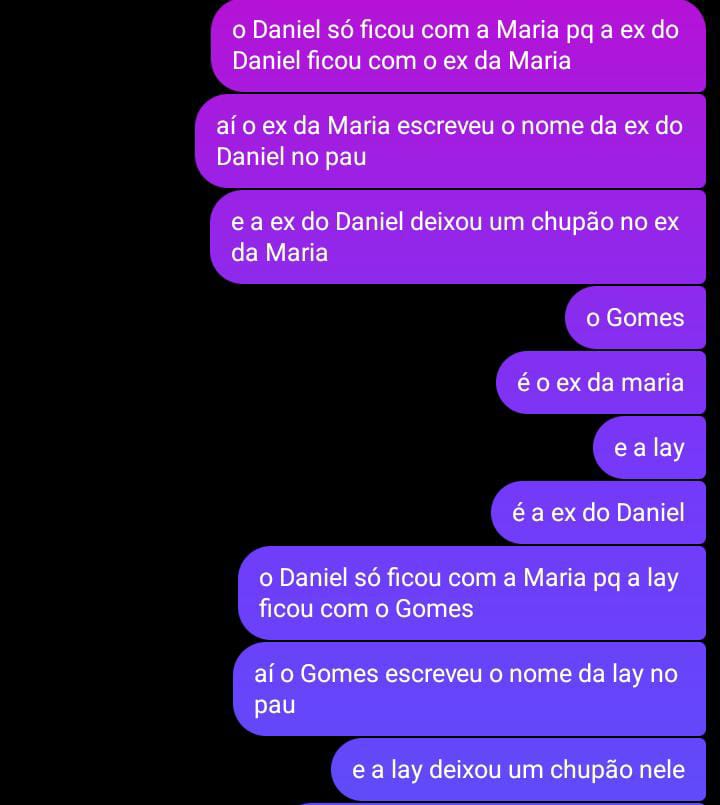 o Daniel só ficou com a Maria pq a ex do
Daniel ficou com o ex da Maria
aí o ex da Maria escreveu o nome da ex do
Daniel no pau
e a ex do Daniel deixou um chupão no ex
da Maria
o Gomes
é o ex da maria
e a lay
é a ex do Daniel
o Daniel só ficou com a Maria pq a lay
ficou com o Gomes
aí o Gomes escreveu o nome da lay no
pau
e a lay deixou um chupão nele